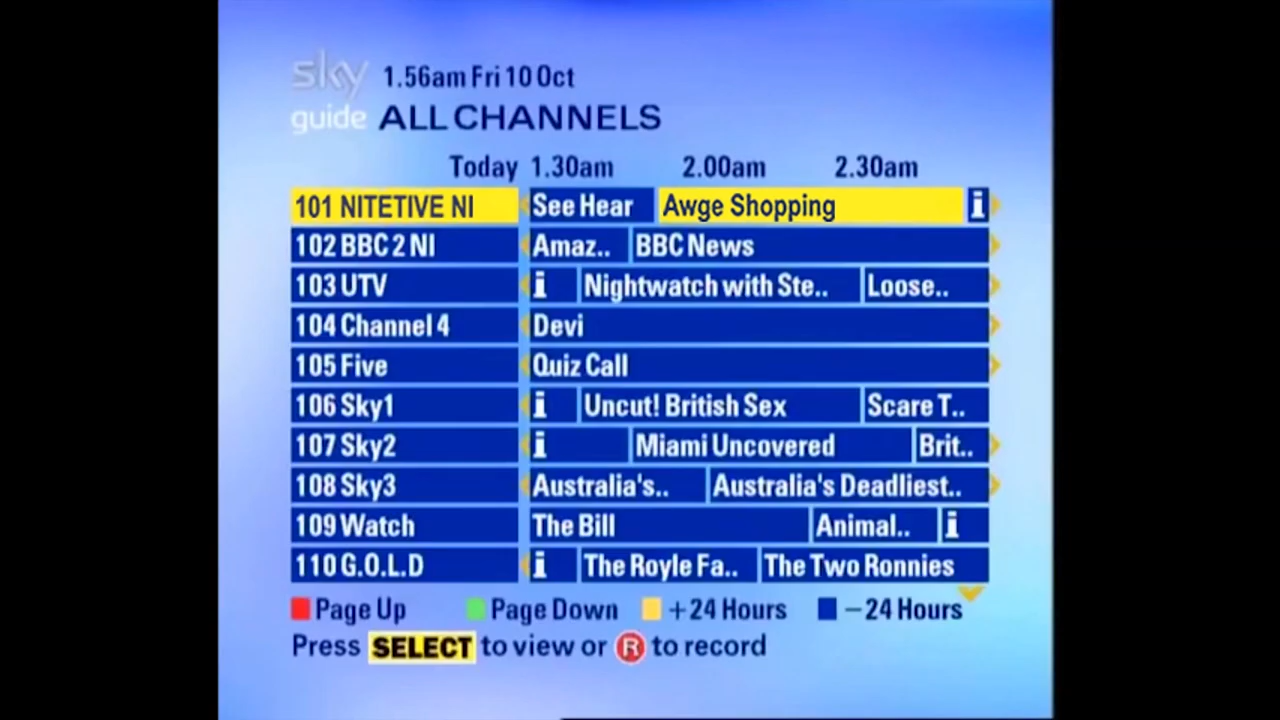 sky 1.56am Fri 10 Oct
guide ALL CHANNELS
Today 1.30am 2.00am 2.30am
101 NITETIVE NI See Hear Awge Shopping i
102 BBC 2 NI Amaz.. BBC News
103 UTV i Nightwatch with Ste.. Loose..
104 Channel 4 Devi
105 Five Quiz Call
106 Sky1 i Uncut! British Sex Scare T..
107 Sky2 i Miami Uncovered Brit..
108 Sky3 Australia's.. Australia's Deadliest..
109 Watch The Bill Animal.. i
110 G.O.L.D i The Royle Fa.. The Two Ronnies
Page Up Page Down +24 Hours −24 Hours
Press SELECT to view or R to record